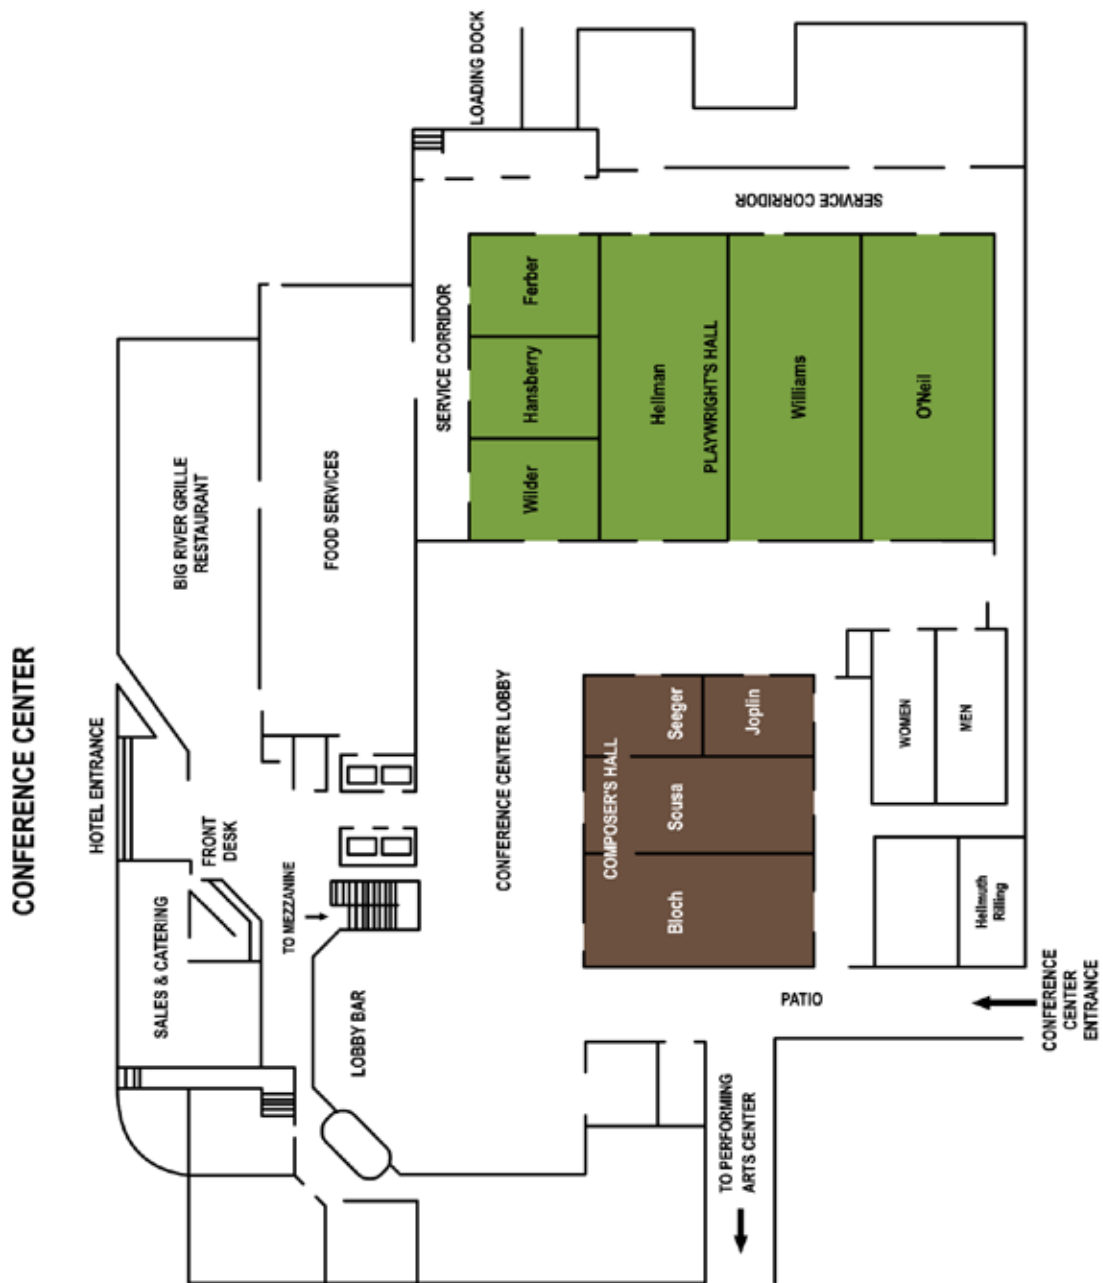 CONFERENCE CENTER
HOTEL ENTRANCE
SALES & CATERING
FRONT
DESK
BIG RIVER GRILLE
RESTAURANT
TO MEZZANINE
FOOD SERVICES
LOBBY BAR
CONFERENCE CENTER LOBBY
SERVICE CORRIDOR
LOADING DOCK
SERVICE CORRIDOR
Wilder
Hansberry
Ferber
Hellman
PLAYWRIGHT'S HALL
Williams
O'Neil
COMPOSER'S HALL
Bloch
Sousa
Seeger
Joplin
WOMEN
MEN
Hellmuth
Rilling
PATIO
TO PERFORMING
ARTS CENTER
CONFERENCE
CENTER
ENTRANCE